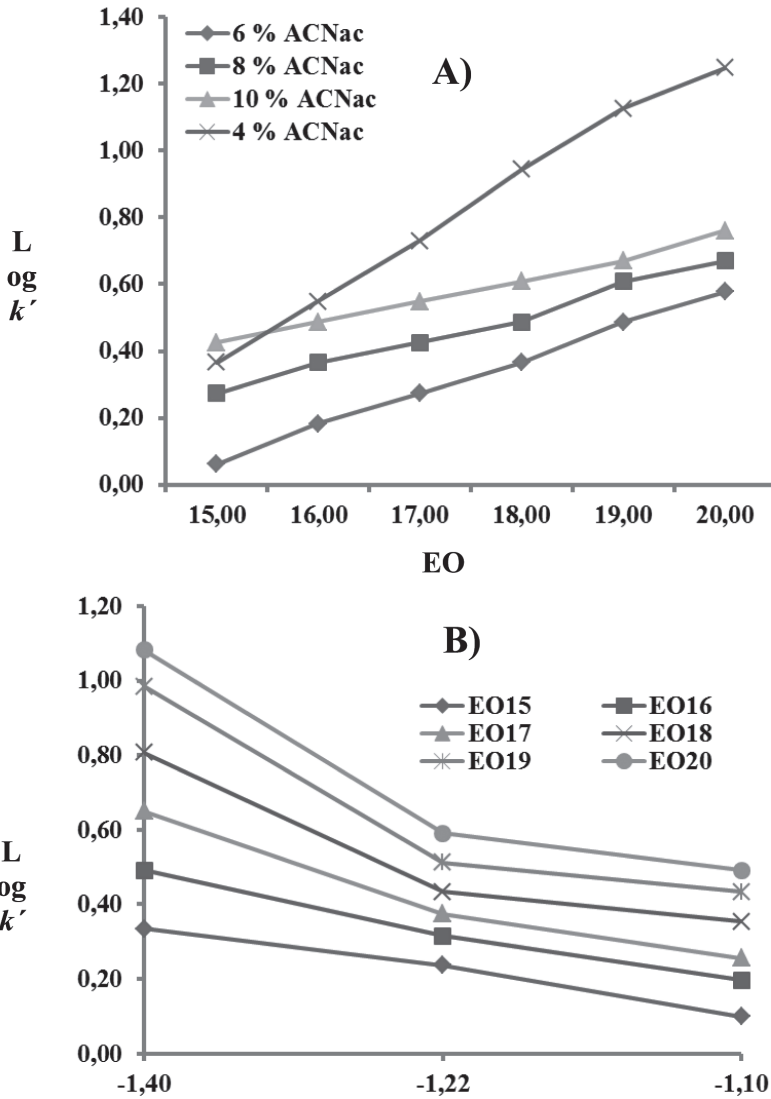 1,40
1,20
1,00
0,80
0,60
0,40
0,20
0,00
L
og
k´
6 % ACNac
8 % ACNac
10 % ACNac
4 % ACNac
A)
15,00 16,00 17,00 18,00 19,00 20,00
EO
1,20
1,00
0,80
0,60
0,40
0,20
0,00
L
og
k´
B)
EO15 EO16
EO17 EO18
EO19 EO20
-1,40 -1,22 -1,10